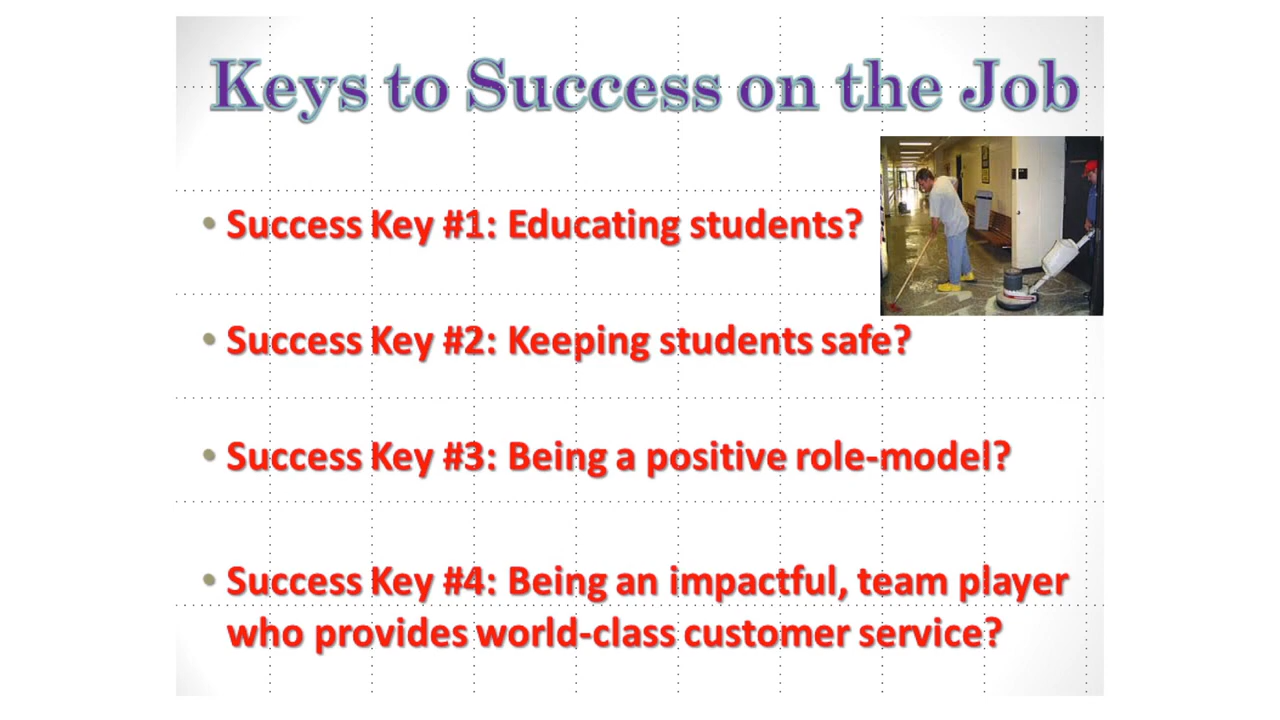 Keys to Success on the Job
• Success Key #1: Educating students?
• Success Key #2: Keeping students safe?
• Success Key #3: Being a positive role-model?
• Success Key #4: Being an impactful, team player
who provides world-class customer service?